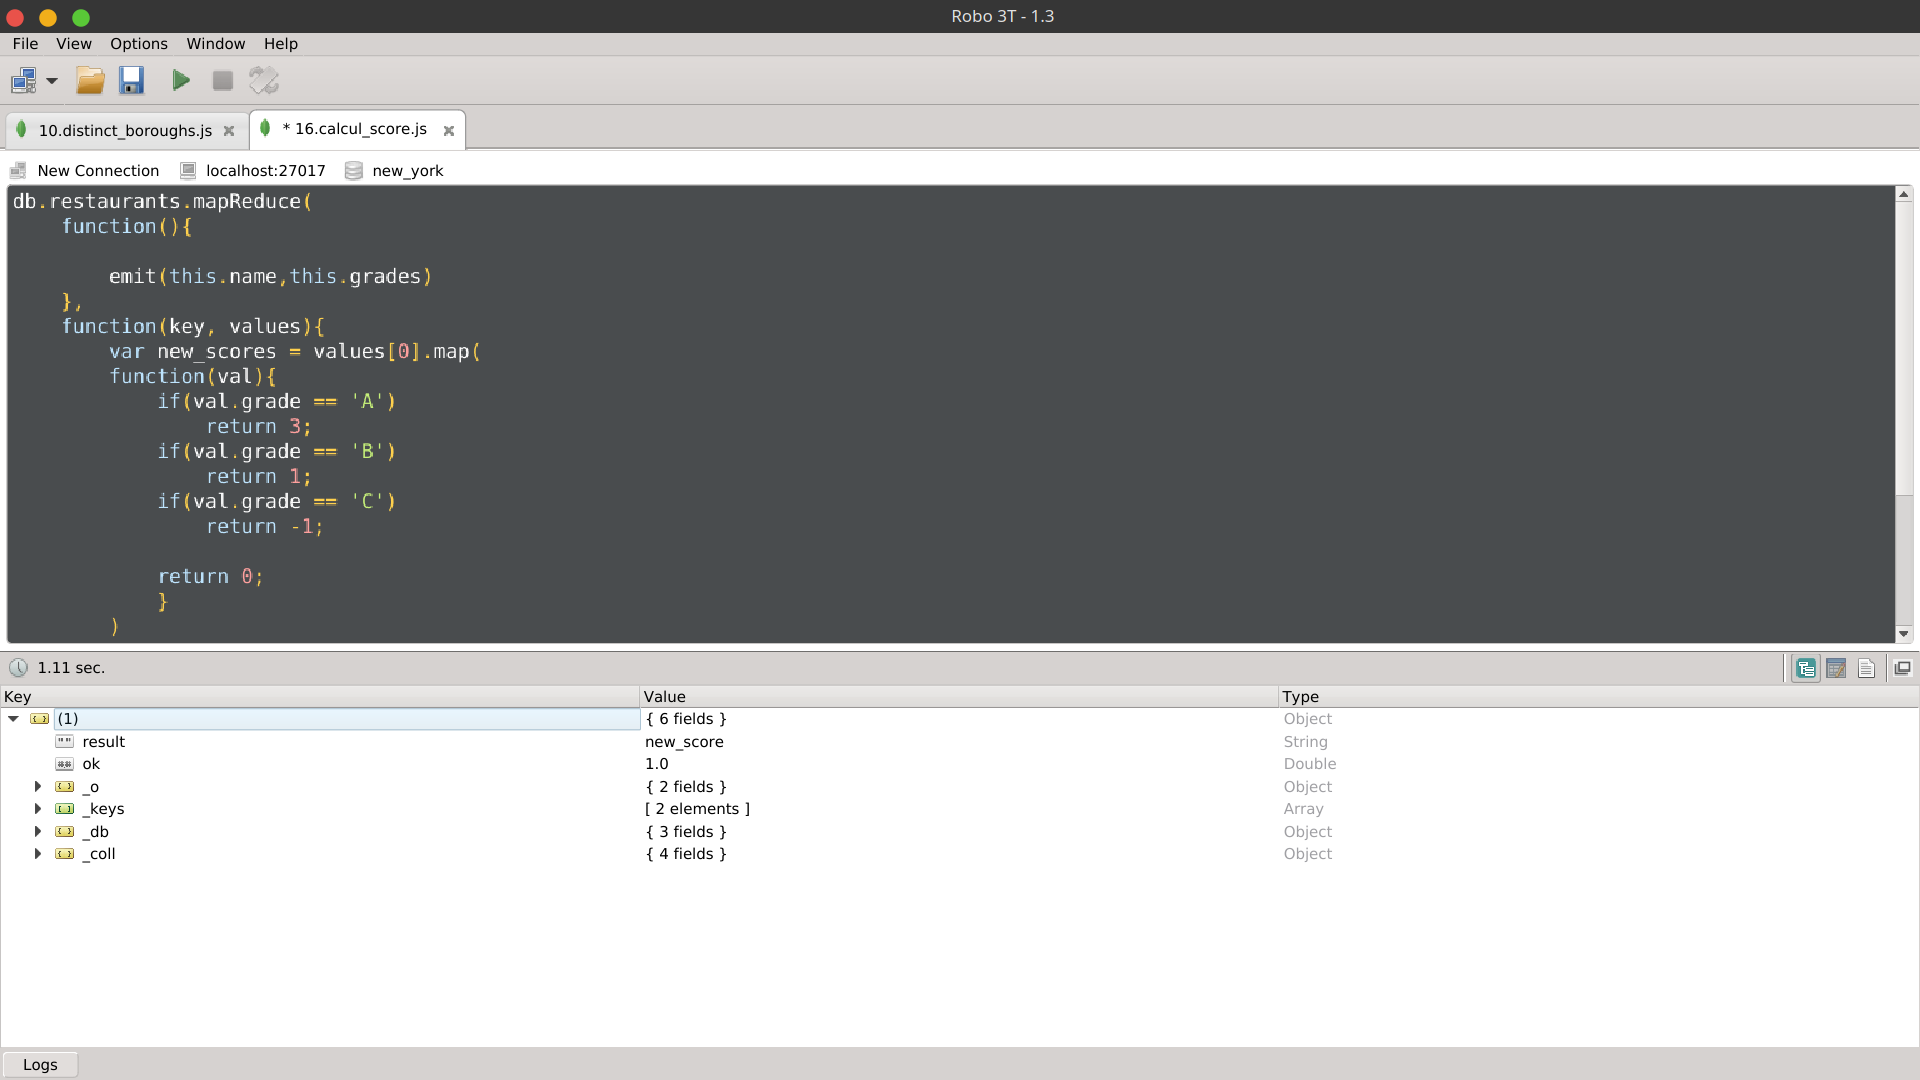 Robo 3T - 1.3
File View Options Window Help
10.distinct_boroughs.js * 16.calcul_score.js
New Connection localhost:27017 new_york
db.restaurants.mapReduce(
function(){
emit(this.name,this.grades)
},
function(key, values){
var new_scores = values[0].map(
function(val){
if(val.grade == 'A')
return 3;
if(val.grade == 'B')
return 1;
if(val.grade == 'C')
return -1;
return 0;
}
)
1.11 sec.
Key Value Type
(1) { 6 fields } Object
result new_score String
ok 1.0 Double
_o { 2 fields } Object
_keys [ 2 elements ] Array
_db { 3 fields } Object
_coll { 4 fields } Object
Logs